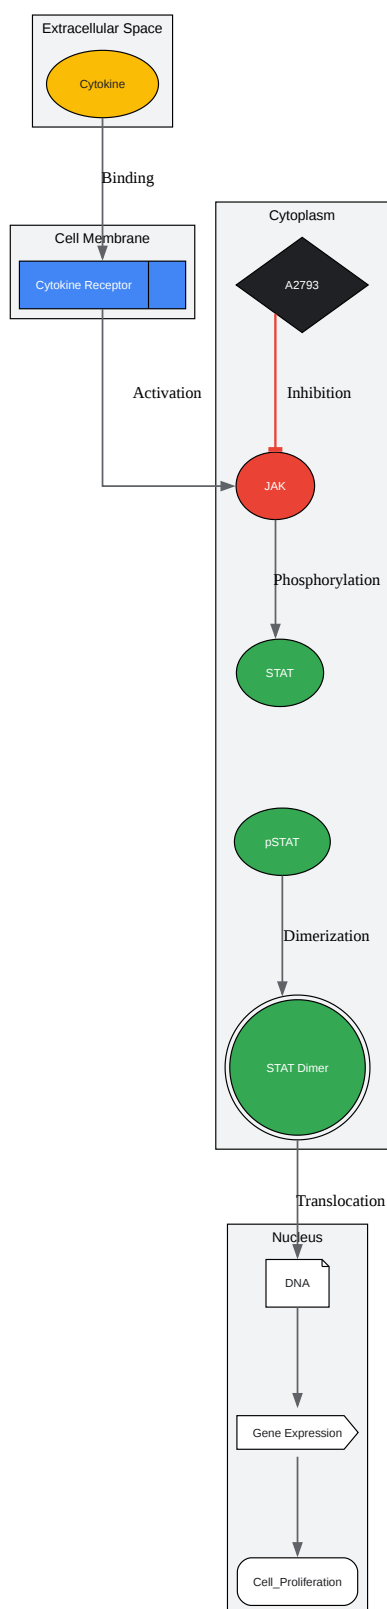 Extracellular Space
Cytokine
Binding
Cell Membrane
Cytokine Receptor
Cytoplasm
A2793
Activation
Inhibition
JAK
Phosphorylation
STAT
pSTAT
Dimerization
STAT Dimer
Translocation
Nucleus
DNA
Gene Expression
Cell_Proliferation